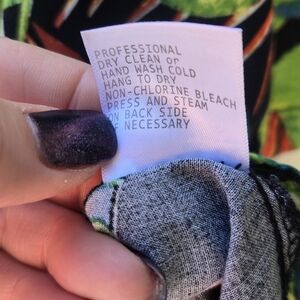 PROFESSIONAL
DRY CLEAN or
HAND WASH COLD
HANG TO DRY
NON-CHLORINE BLEACH
PRESS AND STEAM
ON BACK SIDE
IF NECESSARY